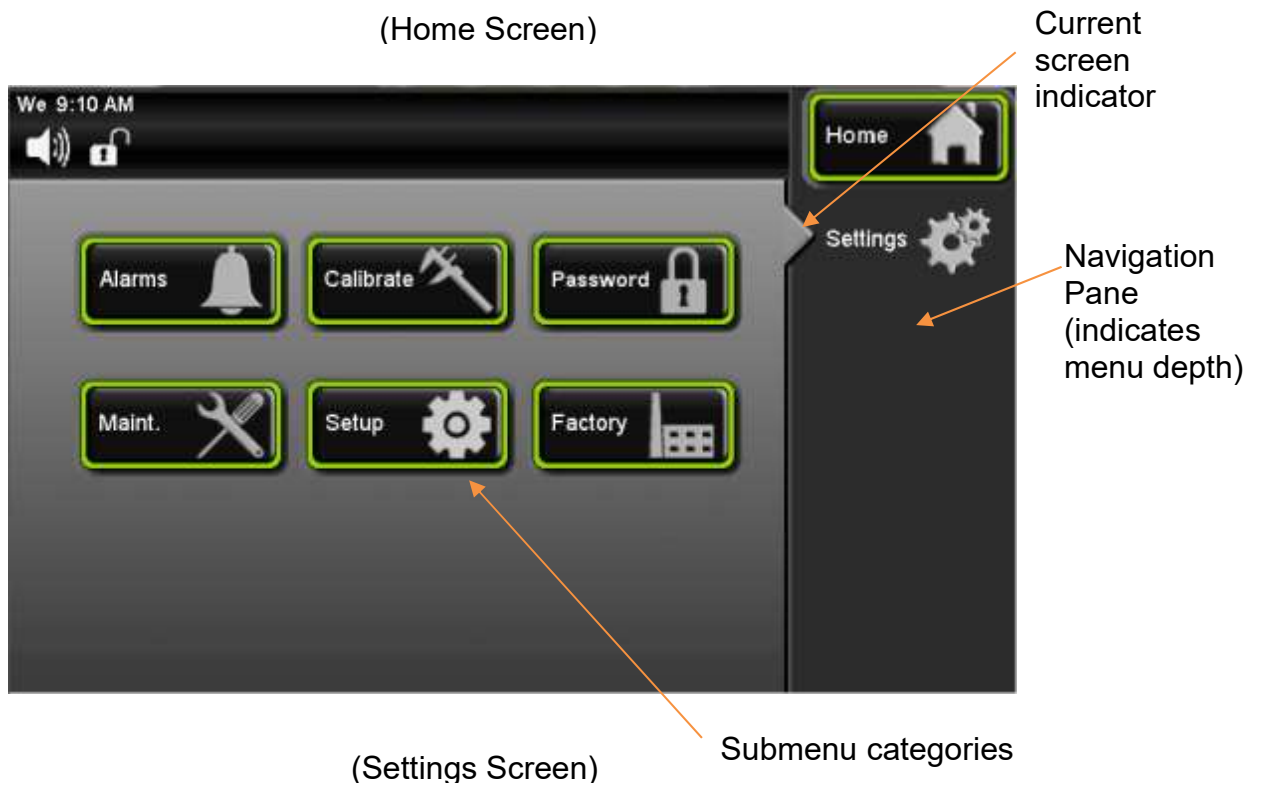 (Home Screen)
Current
screen
indicator
We 9:10 AM
Home
Settings
Alarms
Calibrate
Password
Navigation
Pane
(indicates
menu depth)
Maint.
Setup
Factory
Submenu categories
(Settings Screen)